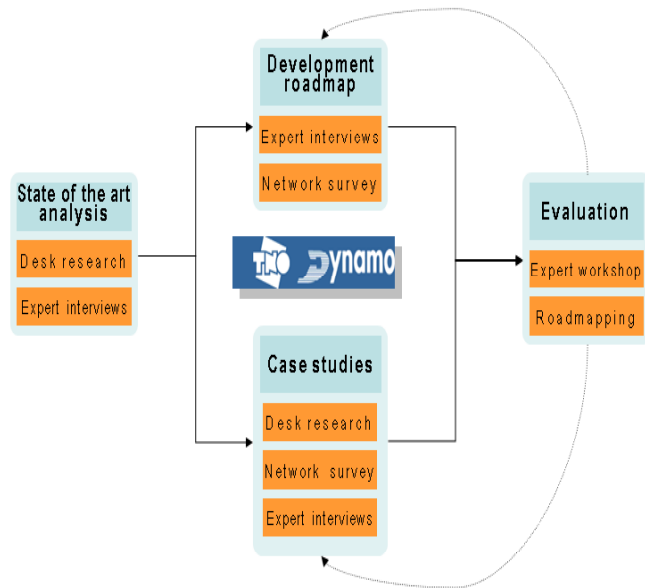 State of the art
analysis
Desk research
Expert interviews
Development
roadmap
Expert interviews
Network survey
TNO Dynamo
Case studies
Desk research
Network survey
Expert interviews
Evaluation
Expert workshop
Roadmapping